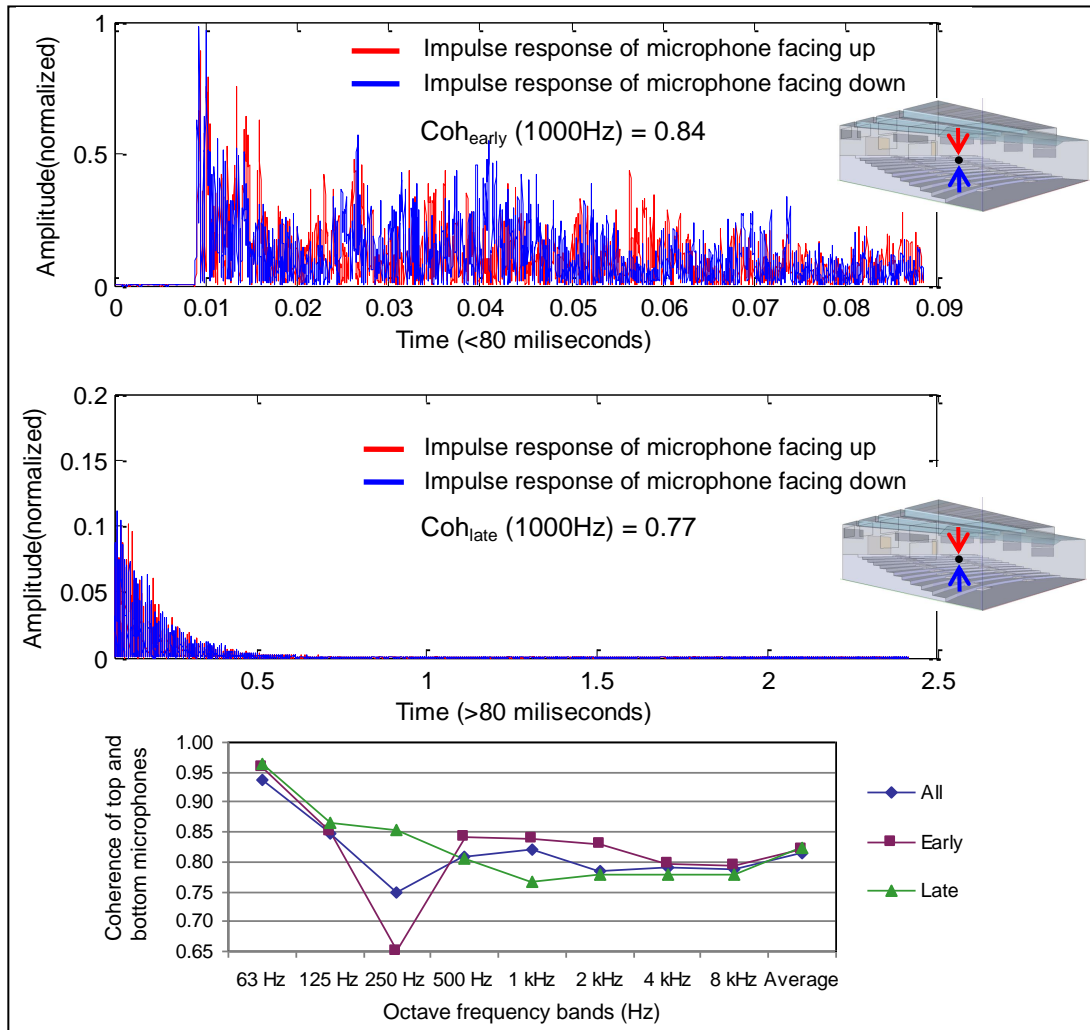 1
Impulse response of microphone facing up
Impulse response of microphone facing down
Coh_early (1000Hz) = 0.84
0.5
Amplitude(normalized)
0
0 0.01 0.02 0.03 0.04 0.05 0.06 0.07 0.08 0.09
Time (<80 miliseconds)
0.2
Impulse response of microphone facing up
Impulse response of microphone facing down
0.15
Coh_late (1000Hz) = 0.77
0.1
0.05
Amplitude(normalized)
0
0.5 1 1.5 2 2.5
Time (>80 miliseconds)
Coherence of top and
bottom microphones
1.00
0.95
0.90
0.85
0.80
0.75
0.70
0.65
63 Hz 125 Hz 250 Hz 500 Hz 1 kHz 2 kHz 4 kHz 8 kHz Average
Octave frequency bands (Hz)
All
Early
Late